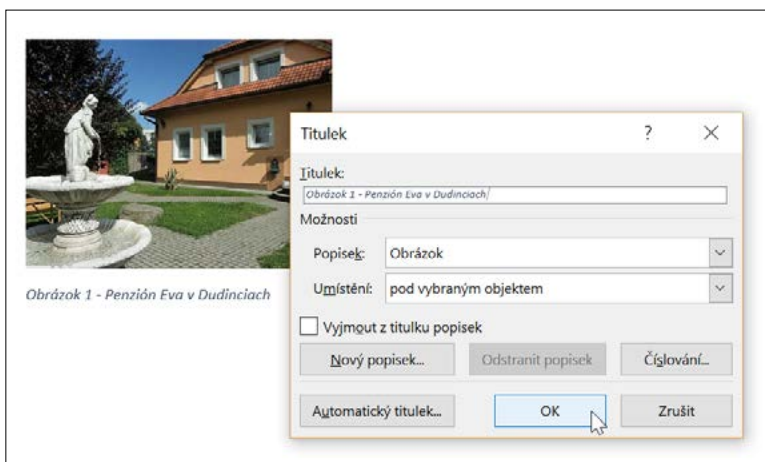 Obrázok 1 - Penzión Eva v Dudinciach
Titulek
?
Titulek:
Obrázok 1 - Penzión Eva v Dudinciach
Možnosti
Popisek: Obrázok
Umístění: pod vybraným objektem
Vyjmout z titulku popisek
Nový popisek... Odstranit popisek Číslování...
Automatický titulek... OK Zrušit